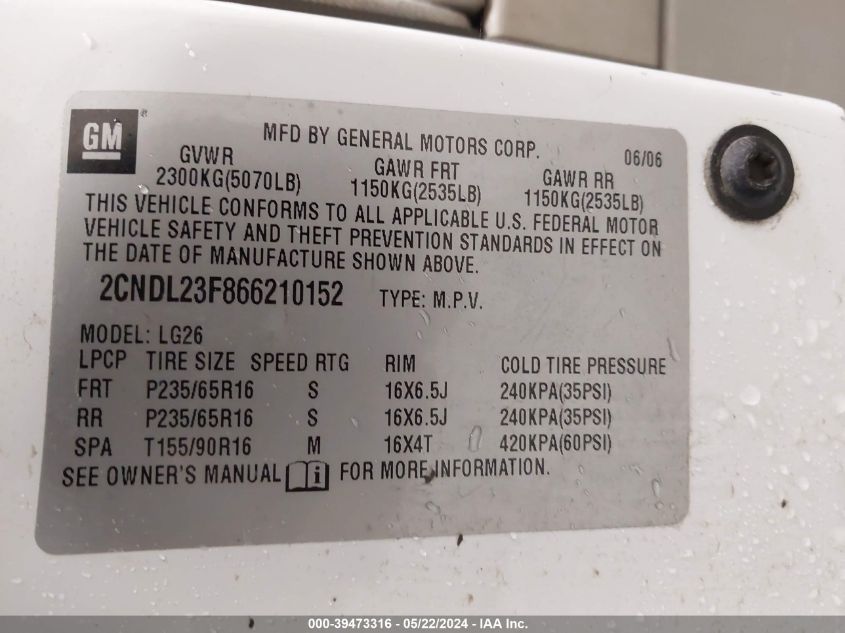 GM
MFD BY GENERAL MOTORS CORP. 06/06
GVWR GAWR FRT GAWR RR
2300KG(5070LB) 1150KG(2535LB) 1150KG(2535LB)
THIS VEHICLE CONFORMS TO ALL APPLICABLE U.S. FEDERAL MOTOR
VEHICLE SAFETY AND THEFT PREVENTION STANDARDS IN EFFECT ON
THE DATE OF MANUFACTURE SHOWN ABOVE.
2CNDL23F866210152 TYPE: M.P.V.
MODEL: LG26
LPCP TIRE SIZE SPEED RTG RIM COLD TIRE PRESSURE
FRT P235/65R16 S 16X6.5J 240KPA(35PSI)
RR P235/65R16 S 16X6.5J 240KPA(35PSI)
SPA T155/90R16 M 16X4T 420KPA(60PSI)
SEE OWNER'S MANUAL i FOR MORE INFORMATION.
000-39473316 - 05/22/2024 - IAA Inc.